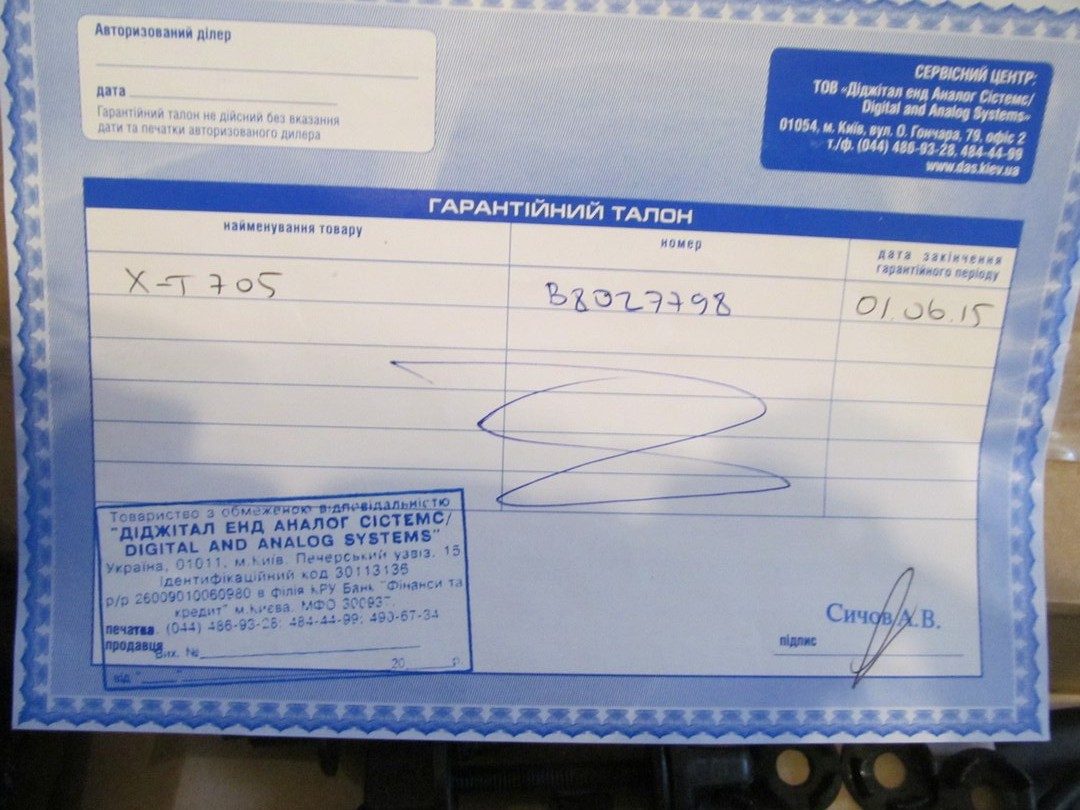 Авторизований ділер
дата
Гарантійний талон не дійсний без вказання
дати та печатки авторизованого дилера
СЕРВІСНИЙ ЦЕНТР:
ТОВ «Діджітал енд Аналог Сістемс/
Digital and Analog Systems»
01054, м. Київ, вул. О. Гончара, 79, офіс 2
т./ф. (044) 486-93-28, 484-44-99
www.das.kiev.ua
ГАРАНТІЙНИЙ ТАЛОН
найменування товару
номер
дата закінчення
гарантійного періоду
X-T 705
B8027798
01.06.15
Товариство з обмеженою відповідальністю
"ДІДЖІТАЛ ЕНД АНАЛОГ СІСТЕМС/
DIGITAL AND ANALOG SYSTEMS"
Україна, 01011, м.Київ, Печерський узвіз, 15
Ідентифікаційний код 30113136
р/р 26009010060980 в Філія КРУ Банк "Фінанси та
кредит" м.Києва, МФО 300937,
(044) 486-93-28; 484-44-99; 490-67-34
печатка
продавця
Вих. №
від "___" 20___р.
Сичов А.В.
підпис